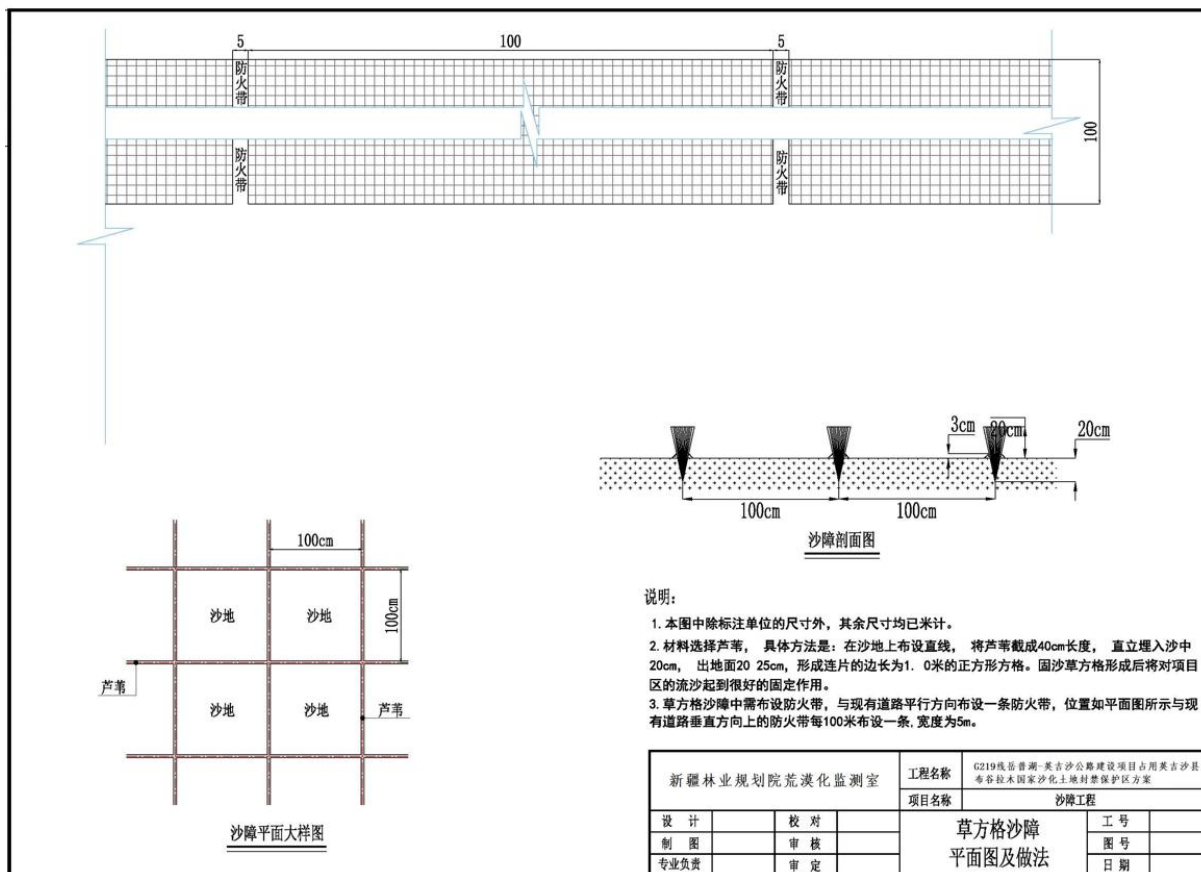 5
100
5
防火带
防火带
100
防火带
防火带
3cm
20cm
20cm
100cm
100cm
沙障剖面图
100cm
沙地
沙地
100cm
芦苇
沙地
沙地
芦苇
沙障平面大样图
说明:
1.本图中除标注单位的尺寸外,其余尺寸均已米计。
2.材料选择芦苇, 具体方法是:在沙地上布设直线, 将芦苇截成40cm长度, 直立埋入沙中
20cm, 出地面20 25cm,形成连片的边长为1. 0米的正方形方格。固沙草方格形成后将对项目
区的流沙起到很好的固定作用。
3.草方格沙障中需布设防火带,与现有道路平行方向布设一条防火带,位置如平面图所示与现
有道路垂直方向上的防火带每100米布设一条,宽度为5m。
新疆林业规划院荒漠化监测室
工程名称
G219线岳普湖-英吉沙公路建设项目占用英吉沙县
布谷拉木国家沙化土地封禁保护区方案
项目名称
沙障工程
设 计
校 对
草方格沙障
平面图及做法
工 号
制 图
审 核
图 号
专业负责
审 定
日 期